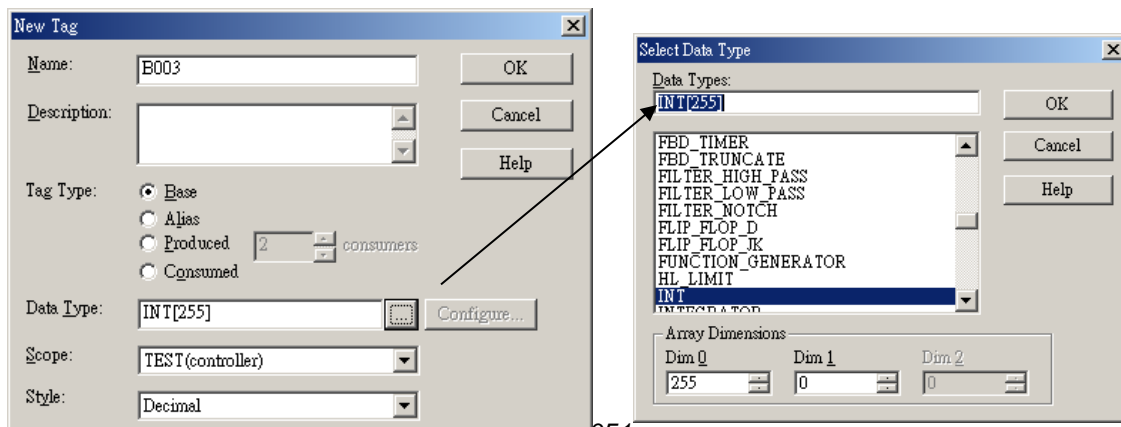 New Tag
Name: B003 OK
Description: Cancel
Help
Tag Type: Base
Alias
Produced 2 consumers
Consumed
Data Type: INT[255] ... Configure...
Scope: TEST(controller)
Style: Decimal
Select Data Type
Data Types:
INT[255] OK
Cancel
Help
FBD_TIMER
FBD_TRUNCATE
FILTER_HIGH_PASS
FILTER_LOW_PASS
FILTER_NOTCH
FLIP_FLOP_D
FLIP_FLOP_JK
FUNCTION_GENERATOR
HL_LIMIT
INT
INTEGRATOR
Array Dimensions
Dim 0 Dim 1 Dim 2
255 0 0